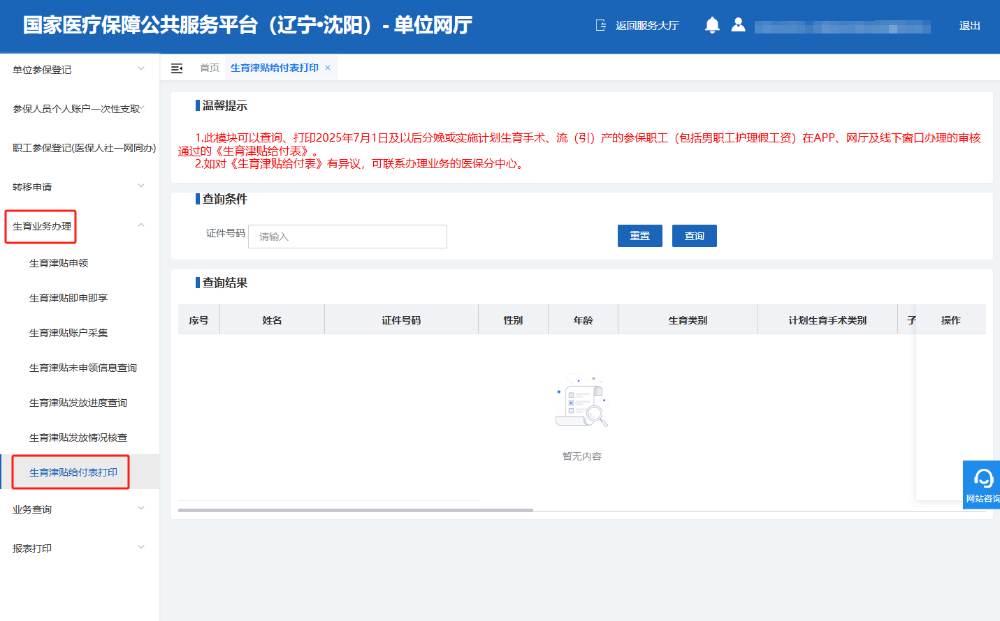 国家医疗保障公共服务平台（辽宁•沈阳）- 单位网厅
返回服务大厅
退出
单位参保登记
参保人员个人账户一次性支取
职工参保登记(医保人社一网同办)
转移申请
生育业务办理
生育津贴申领
生育津贴即申即享
生育津贴账户采集
生育津贴未申领信息查询
生育津贴发放进度查询
生育津贴发放情况核查
生育津贴给付表打印
业务查询
报表打印
首页
生育津贴给付表打印 ×
温馨提示
1.此模块可以查询、打印2025年7月1日及以后分娩或实施计划生育手术、流（引）产的参保职工（包括男职工护理假工资）在APP、网厅及线下窗口办理的审核
通过的《生育津贴给付表》。
2.如对《生育津贴给付表》有异议，可联系办理业务的医保分中心。
查询条件
证件号码 请输入 重置 查询
查询结果
序号 姓名 证件号码 性别 年龄 生育类别 计划生育手术类别 子 操作
暂无内容
网站咨询